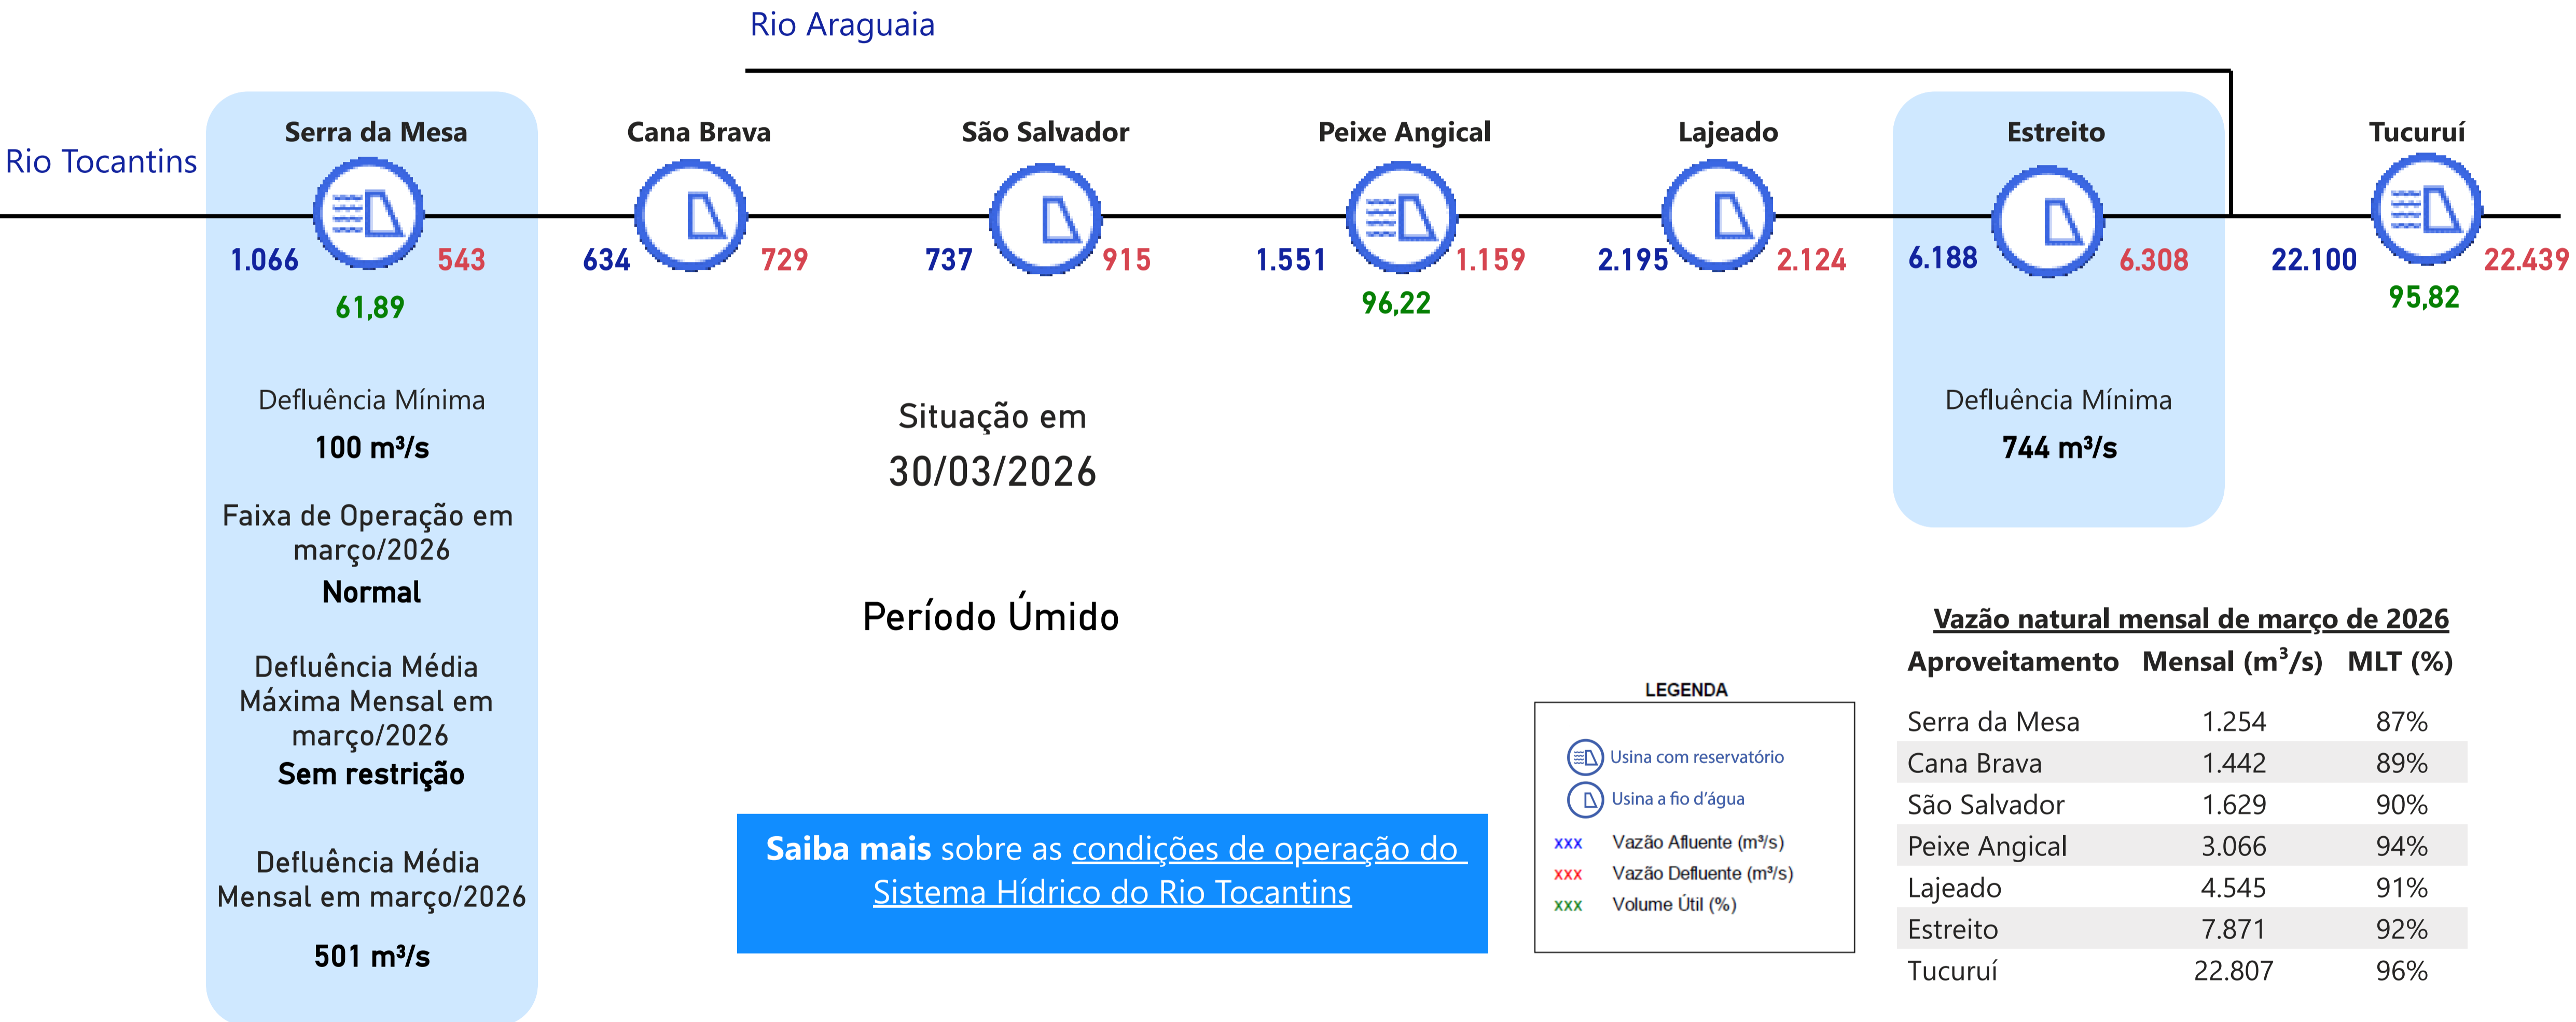 Rio Araguaia
Rio Tocantins
Serra da Mesa
1.066
543
61,89
Cana Brava
634
729
São Salvador
737
915
Peixe Angical
1.551
1.159
96,22
Lajeado
2.195
2.124
Estreito
6.188
6.308
Tucuruí
22.100
22.439
95,82
Defluência Mínima
100 m³/s
Faixa de Operação em
março/2026
Normal
Defluência Média
Máxima Mensal em
março/2026
Sem restrição
Defluência Média
Mensal em março/2026
501 m³/s
Situação em
30/03/2026
Período Úmido
Defluência Mínima
744 m³/s
Saiba mais sobre as condições de operação do
Sistema Hídrico do Rio Tocantins
LEGENDA
Usina com reservatório
Usina a fio d'água
xxx Vazão Afluente (m³/s)
xxx Vazão Defluente (m³/s)
xxx Volume Útil (%)
Vazão natural mensal de março de 2026
Aproveitamento Mensal (m³/s) MLT (%)
Serra da Mesa 1.254 87%
Cana Brava 1.442 89%
São Salvador 1.629 90%
Peixe Angical 3.066 94%
Lajeado 4.545 91%
Estreito 7.871 92%
Tucuruí 22.807 96%